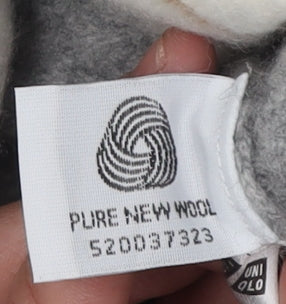 PURE NEW WOOL
520037323
UNI
QLO